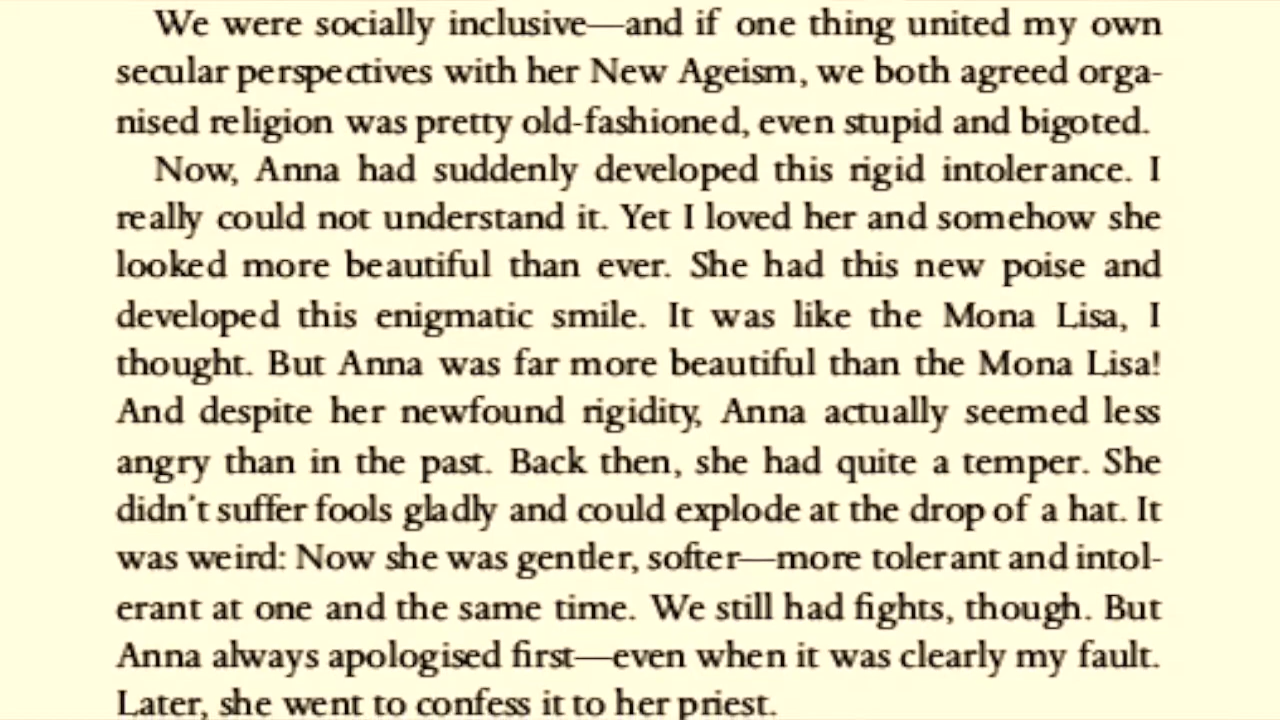 We were socially inclusive—and if one thing united my own
secular perspectives with her New Ageism, we both agreed orga-
nised religion was pretty old-fashioned, even stupid and bigoted.
Now, Anna had suddenly developed this rigid intolerance. I
really could not understand it. Yet I loved her and somehow she
looked more beautiful than ever. She had this new poise and
developed this enigmatic smile. It was like the Mona Lisa, I
thought. But Anna was far more beautiful than the Mona Lisa!
And despite her newfound rigidity, Anna actually seemed less
angry than in the past. Back then, she had quite a temper. She
didn't suffer fools gladly and could explode at the drop of a hat. It
was weird: Now she was gentler, softer—more tolerant and intol-
erant at one and the same time. We still had fights, though. But
Anna always apologised first—even when it was clearly my fault.
Later, she went to confess it to her priest.